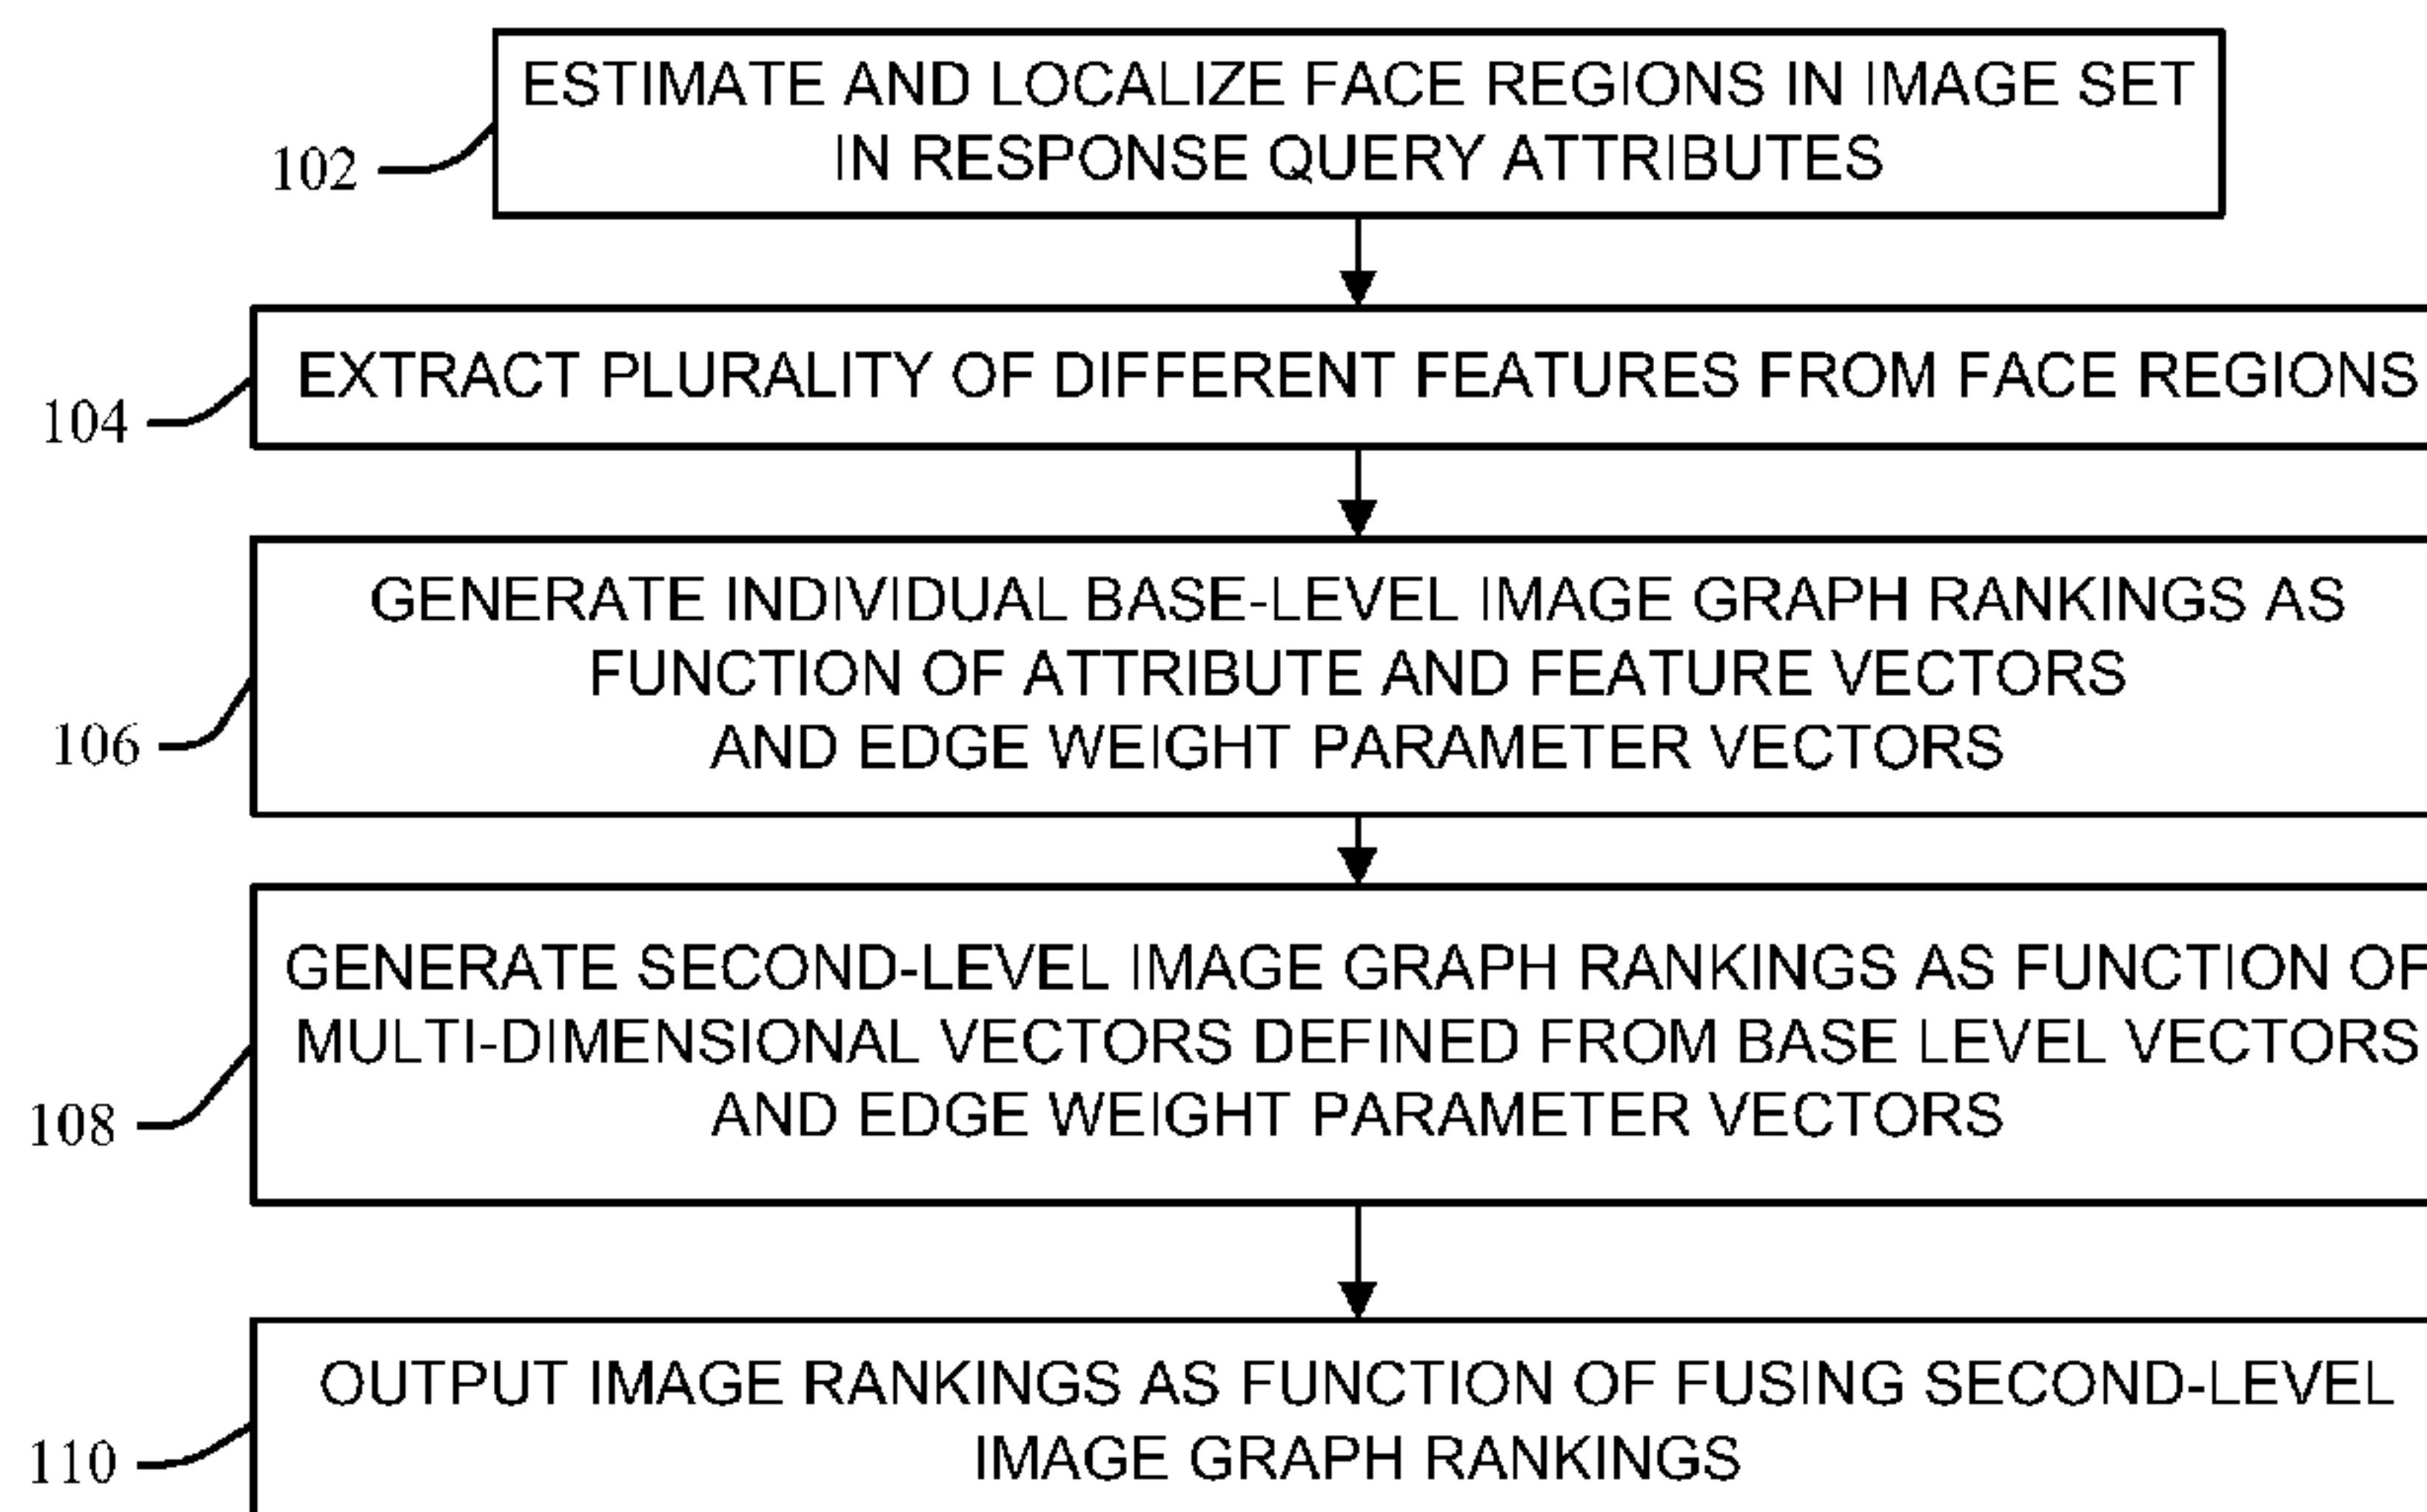 ESTIMATE AND LOCALIZE FACE REGIONS IN IMAGE SET
IN RESPONSE QUERY ATTRIBUTES
102
EXTRACT PLURALITY OF DIFFERENT FEATURES FROM FACE REGIONS
104
GENERATE INDIVIDUAL BASE-LEVEL IMAGE GRAPH RANKINGS AS
FUNCTION OF ATTRIBUTE AND FEATURE VECTORS
AND EDGE WEIGHT PARAMETER VECTORS
106
GENERATE SECOND-LEVEL IMAGE GRAPH RANKINGS AS FUNCTION OF
MULTI-DIMENSIONAL VECTORS DEFINED FROM BASE LEVEL VECTORS
AND EDGE WEIGHT PARAMETER VECTORS
108
OUTPUT IMAGE RANKINGS AS FUNCTION OF FUSING SECOND-LEVEL
IMAGE GRAPH RANKINGS
110